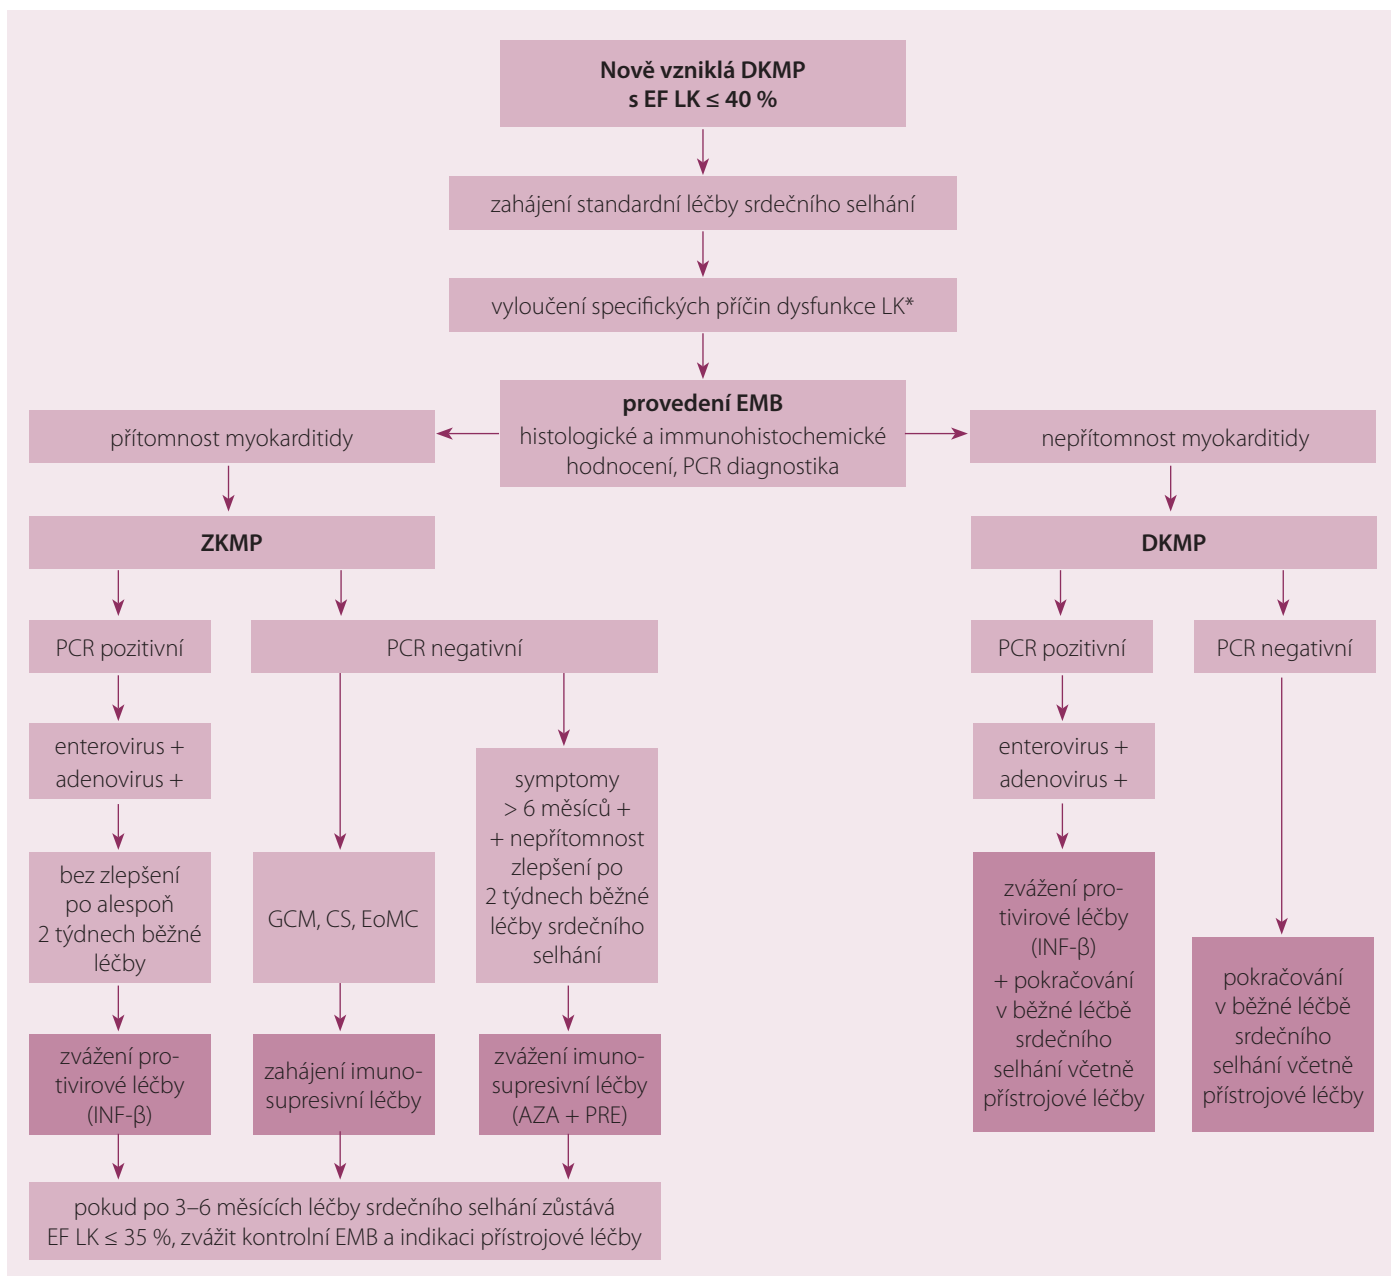 Nově vzniklá DKMP
s EF LK ≤ 40 %
zahájení standardní léčby srdečního selhání
vyloučení specifických příčin dysfunkce LK*
provedení EMB
histologické a immunohistochemické
hodnocení, PCR diagnostika
přítomnost myokarditidy
nepřítomnost myokarditidy
ZKMP
DKMP
PCR pozitivní
PCR negativní
PCR pozitivní
PCR negativní
enterovirus +
adenovirus +
symptomy
> 6 měsíců +
+ nepřítomnost
zlepšení po
2 týdnech běžné
léčby srdečního
selhání
enterovirus +
adenovirus +
bez zlepšení
po alespoň
2 týdnech běžné
léčby
GCM, CS, EoMC
zvážení pro-
tivirové léčby
(INF-β)
+ pokračování
v běžné léčbě
srdečního
selhání včetně
přístrojové léčby
pokračování
v běžné léčbě
srdečního
selhání včetně
přístrojové léčby
zvážení pro-
tivirové léčby
(INF-β)
zahájení imuno-
supresivní léčby
zvážení imuno-
supresivní léčby
(AZA + PRE)
pokud po 3–6 měsících léčby srdečního selhání zůstává
EF LK ≤ 35 %, zvážit kontrolní EMB a indikaci přístrojové léčby